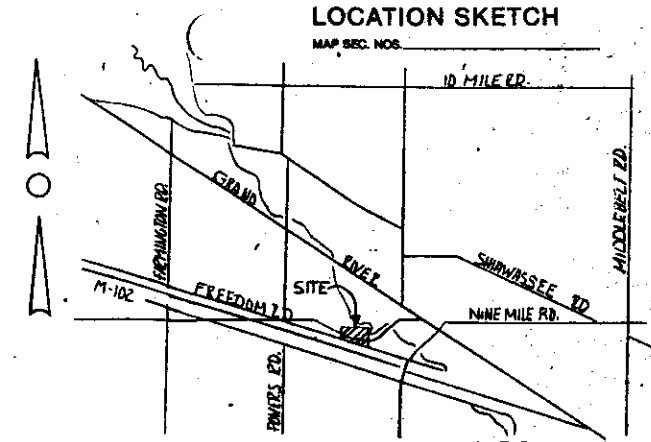 LOCATION SKETCH
MAP SEC. NOS.
10 MILE RD.
MIDDLEBELT RD.
GRAND RIVER
FARMINGTON RD.
SHIAWASSEE RD
SITE
FREEDOM RD
M-102
NINE MILE RD.
POWERS RD.